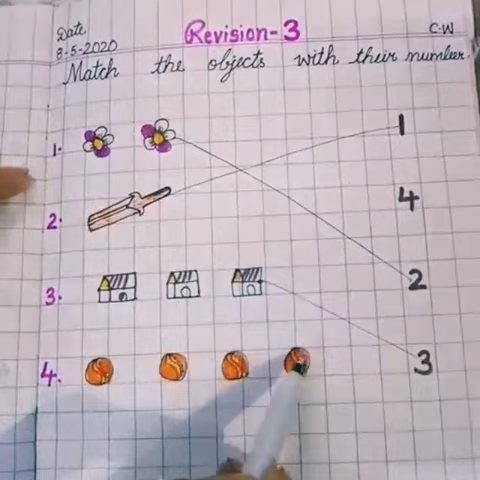 Date
8-5-2020
Revision-3
C.W
Match the objects with their number
1.
1
2.
4
3.
2
4.
3